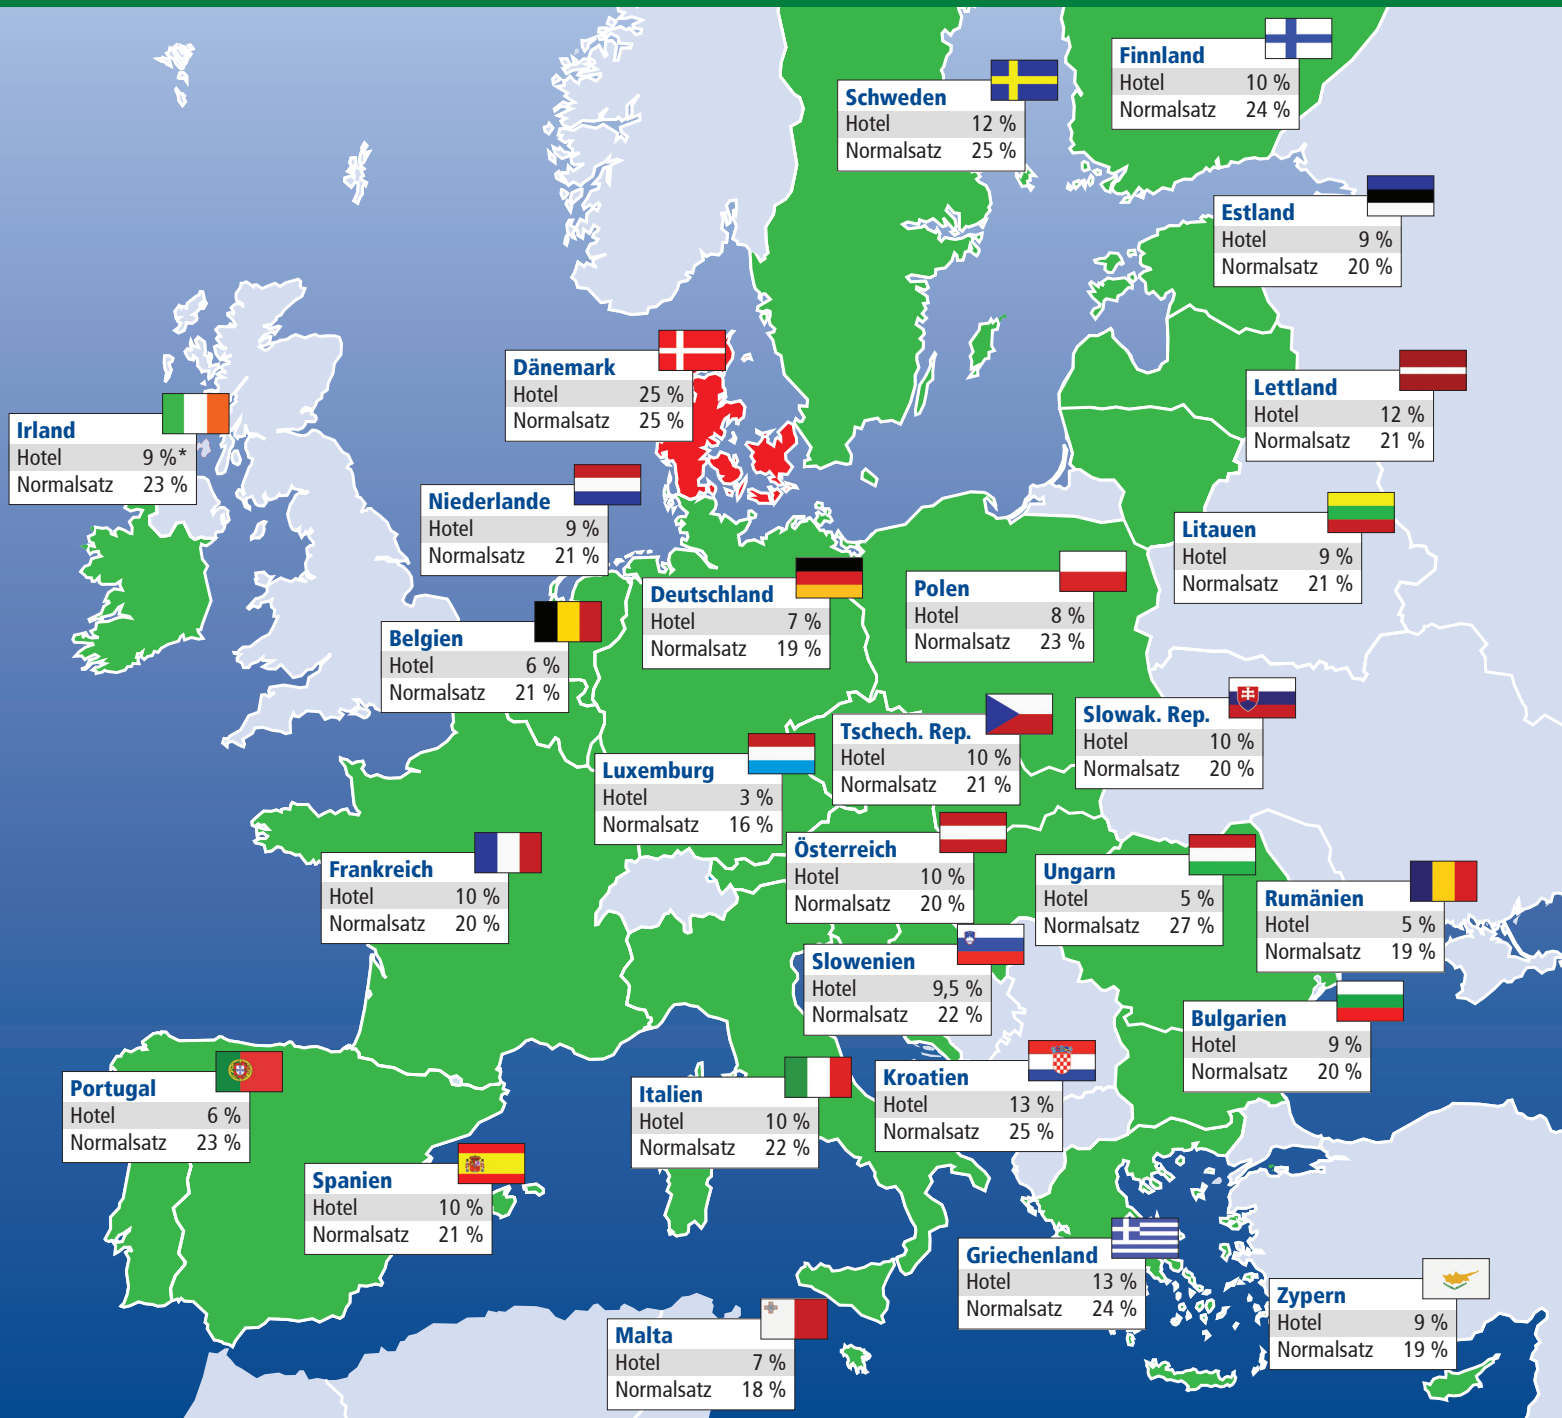 Finnland
Hotel 10 %
Normalsatz 24 %
Schweden
Hotel 12 %
Normalsatz 25 %
Estland
Hotel 9 %
Normalsatz 20 %
Dänemark
Hotel 25 %
Normalsatz 25 %
Lettland
Hotel 12 %
Normalsatz 21 %
Irland
Hotel 9 %*
Normalsatz 23 %
Niederlande
Hotel 9 %
Normalsatz 21 %
Litauen
Hotel 9 %
Normalsatz 21 %
Deutschland
Hotel 7 %
Normalsatz 19 %
Polen
Hotel 8 %
Normalsatz 23 %
Belgien
Hotel 6 %
Normalsatz 21 %
Slowak. Rep.
Hotel 10 %
Normalsatz 20 %
Tschech. Rep.
Hotel 10 %
Normalsatz 21 %
Luxemburg
Hotel 3 %
Normalsatz 16 %
Österreich
Hotel 10 %
Normalsatz 20 %
Frankreich
Hotel 10 %
Normalsatz 20 %
Ungarn
Hotel 5 %
Normalsatz 27 %
Rumänien
Hotel 5 %
Normalsatz 19 %
Slowenien
Hotel 9,5 %
Normalsatz 22 %
Bulgarien
Hotel 9 %
Normalsatz 20 %
Portugal
Hotel 6 %
Normalsatz 23 %
Italien
Hotel 10 %
Normalsatz 22 %
Kroatien
Hotel 13 %
Normalsatz 25 %
Spanien
Hotel 10 %
Normalsatz 21 %
Griechenland
Hotel 13 %
Normalsatz 24 %
Zypern
Hotel 9 %
Normalsatz 19 %
Malta
Hotel 7 %
Normalsatz 18 %